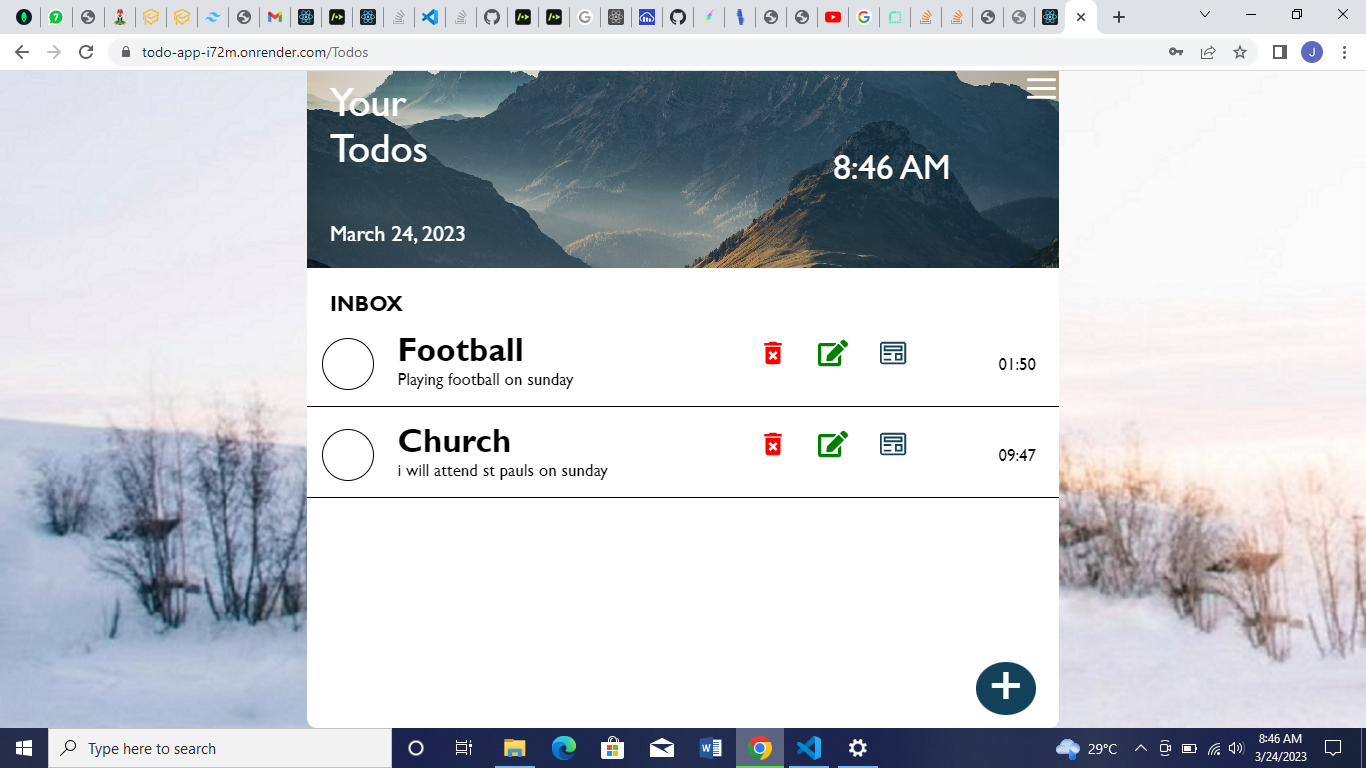 7
todo-app-i72m.onrender.com/Todos
J
Your
Todos
8:46 AM
March 24, 2023
INBOX
Football
Playing football on sunday
01:50
Church
i will attend st pauls on sunday
09:47
+
Type here to search
29°C
8:46 AM
3/24/2023